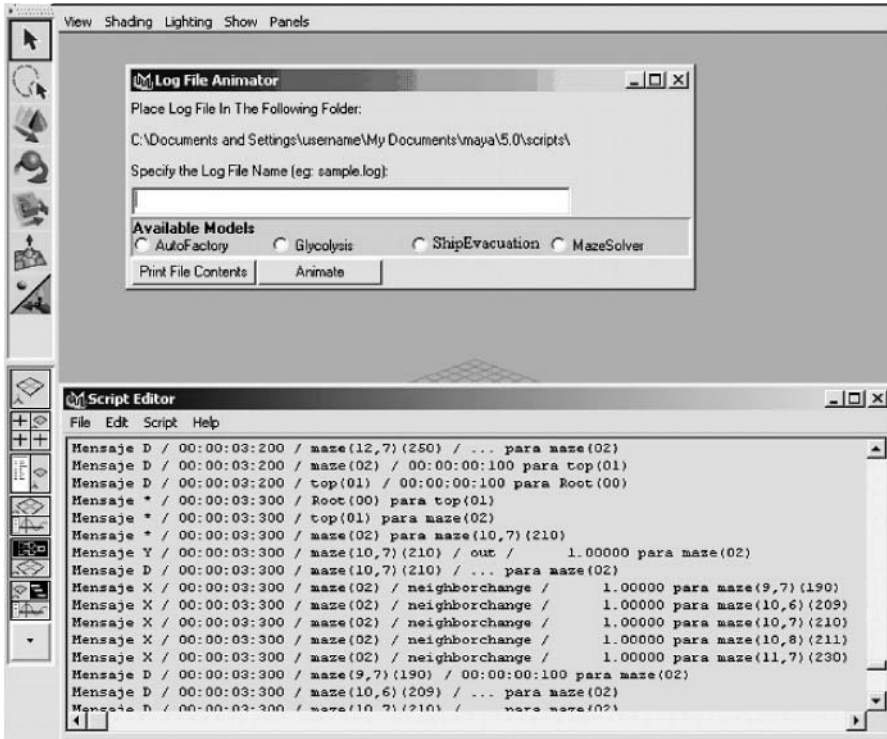 View Shading Lighting Show Panels
Log File Animator
Place Log File In The Following Folder:
C:\Documents and Settings\username\My Documents\maya\5.0\scripts\
Specify the Log File Name (eg: sample.log):
Available Models
AutoFactory Glycolysis ShipEvacuation MazeSolver
Print File Contents Animate
Script Editor
File Edit Script Help
Mensaje D / 00:00:03:200 / maze(12,7)(250) / ... para maze(02)
Mensaje D / 00:00:03:200 / maze(02) / 00:00:00:100 para top(01)
Mensaje D / 00:00:03:200 / top(01) / 00:00:00:100 para Root(00)
Mensaje * / 00:00:03:300 / Root(00) para top(01)
Mensaje * / 00:00:03:300 / top(01) para maze(02)
Mensaje * / 00:00:03:300 / maze(02) para maze(10,7)(210)
Mensaje Y / 00:00:03:300 / maze(10,7)(210) / out / 1.00000 para maze(02)
Mensaje D / 00:00:03:300 / maze(10,7)(210) / ... para maze(02)
Mensaje X / 00:00:03:300 / maze(02) / neighborchange / 1.00000 para maze(9,7)(190)
Mensaje X / 00:00:03:300 / maze(02) / neighborchange / 1.00000 para maze(10,6)(209)
Mensaje X / 00:00:03:300 / maze(02) / neighborchange / 1.00000 para maze(10,7)(210)
Mensaje X / 00:00:03:300 / maze(02) / neighborchange / 1.00000 para maze(10,8)(211)
Mensaje X / 00:00:03:300 / maze(02) / neighborchange / 1.00000 para maze(11,7)(230)
Mensaje D / 00:00:03:300 / maze(9,7)(190) / 00:00:00:100 para maze(02)
Mensaje D / 00:00:03:300 / maze(10,6)(209) / ... para maze(02)
Mensaje D / 00:00:03:300 / maze(10,7)(210) / ... para maze(02)